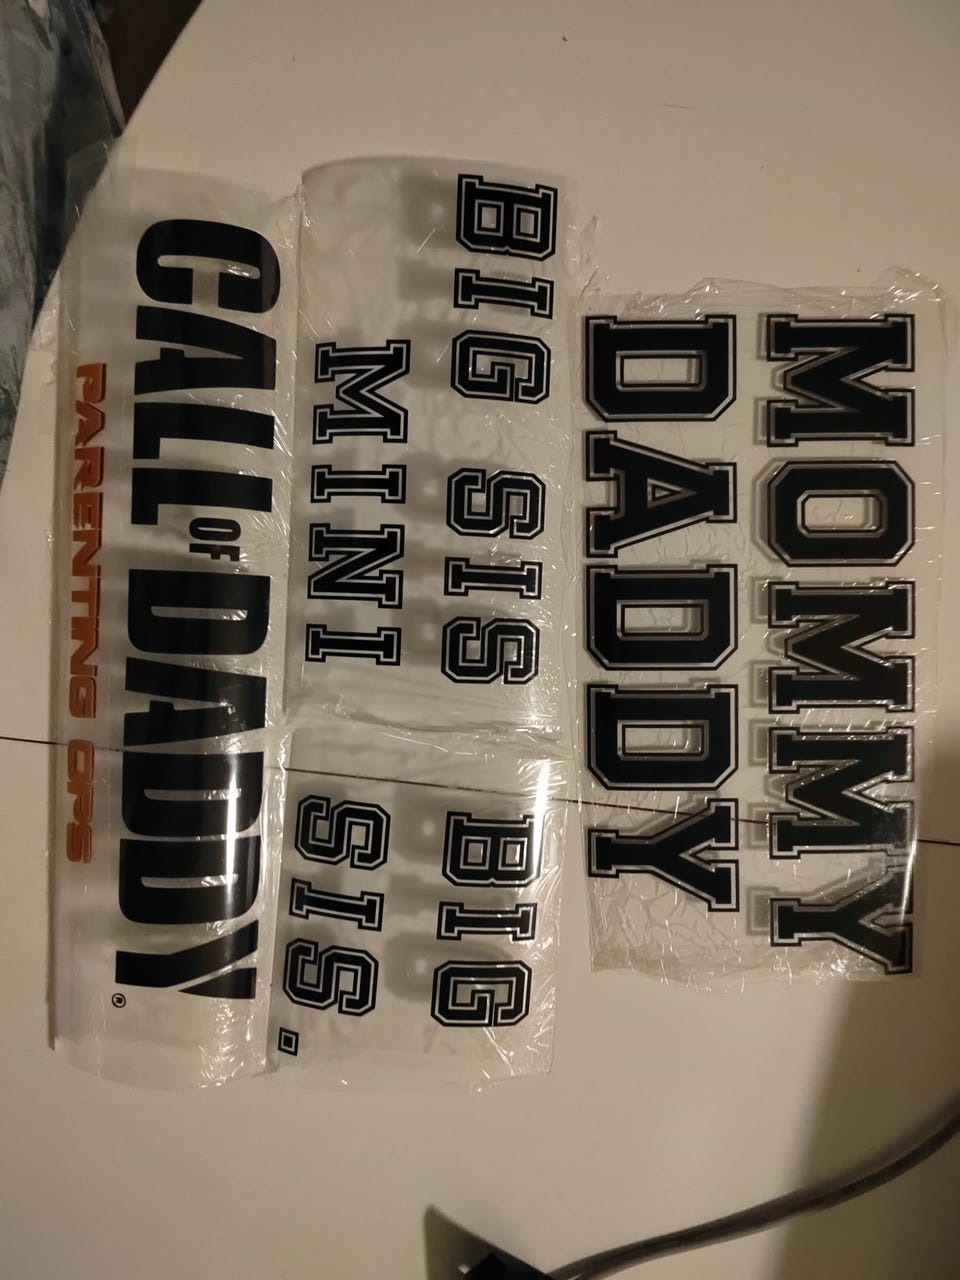 MOMMY
DADDY
BIG SIS
MINI
BIG
SIS.
CALL OF DADDY®
PARENTING OPS